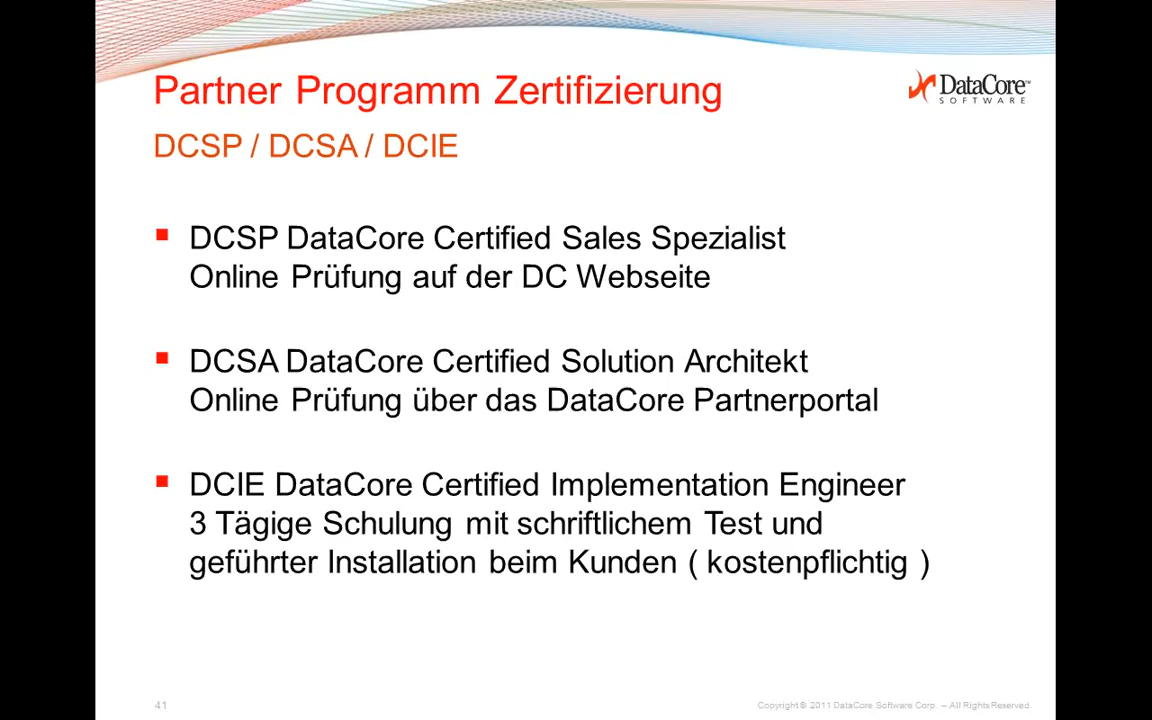 Partner Programm Zertifizierung
DataCore™
SOFTWARE
DCSP / DCSA / DCIE
DCSP DataCore Certified Sales Spezialist
Online Prüfung auf der DC Webseite
DCSA DataCore Certified Solution Architekt
Online Prüfung über das DataCore Partnerportal
DCIE DataCore Certified Implementation Engineer
3 Tägige Schulung mit schriftlichem Test und
geführter Installation beim Kunden ( kostenpflichtig )
41
Copyright © 2011 DataCore Software Corp. – All Rights Reserved.